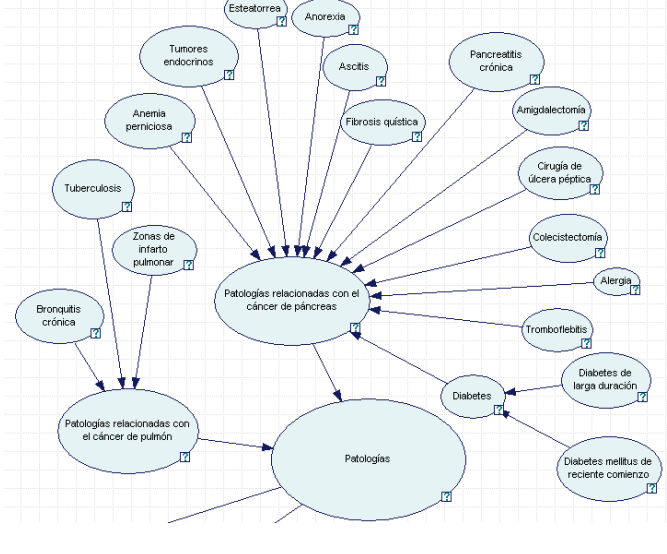 Esteatorrea
Anorexia
Tumores
endocrinos
Ascitis
Pancreatitis
crónica
Anemia
perniciosa
Fibrosis quística
Amigdalectomía
Tuberculosis
Cirugía de
úlcera péptica
Zonas de
infarto
pulmonar
Colecistectomía
Alergia
Patologías relacionadas con el
cáncer de páncreas
Bronquitis
crónica
Tromboflebitis
Diabetes de
larga duración
Diabetes
Patologías relacionadas con
el cáncer de pulmón
Patologías
Diabetes mellitus de
reciente comienzo